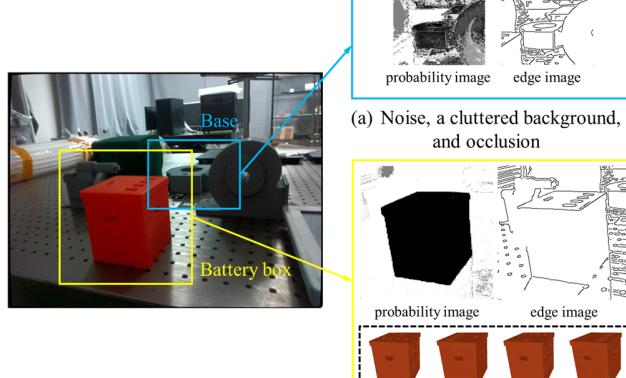 Base
Battery box
probability image
edge image
(a) Noise, a cluttered background,
and occlusion
probability image
edge image